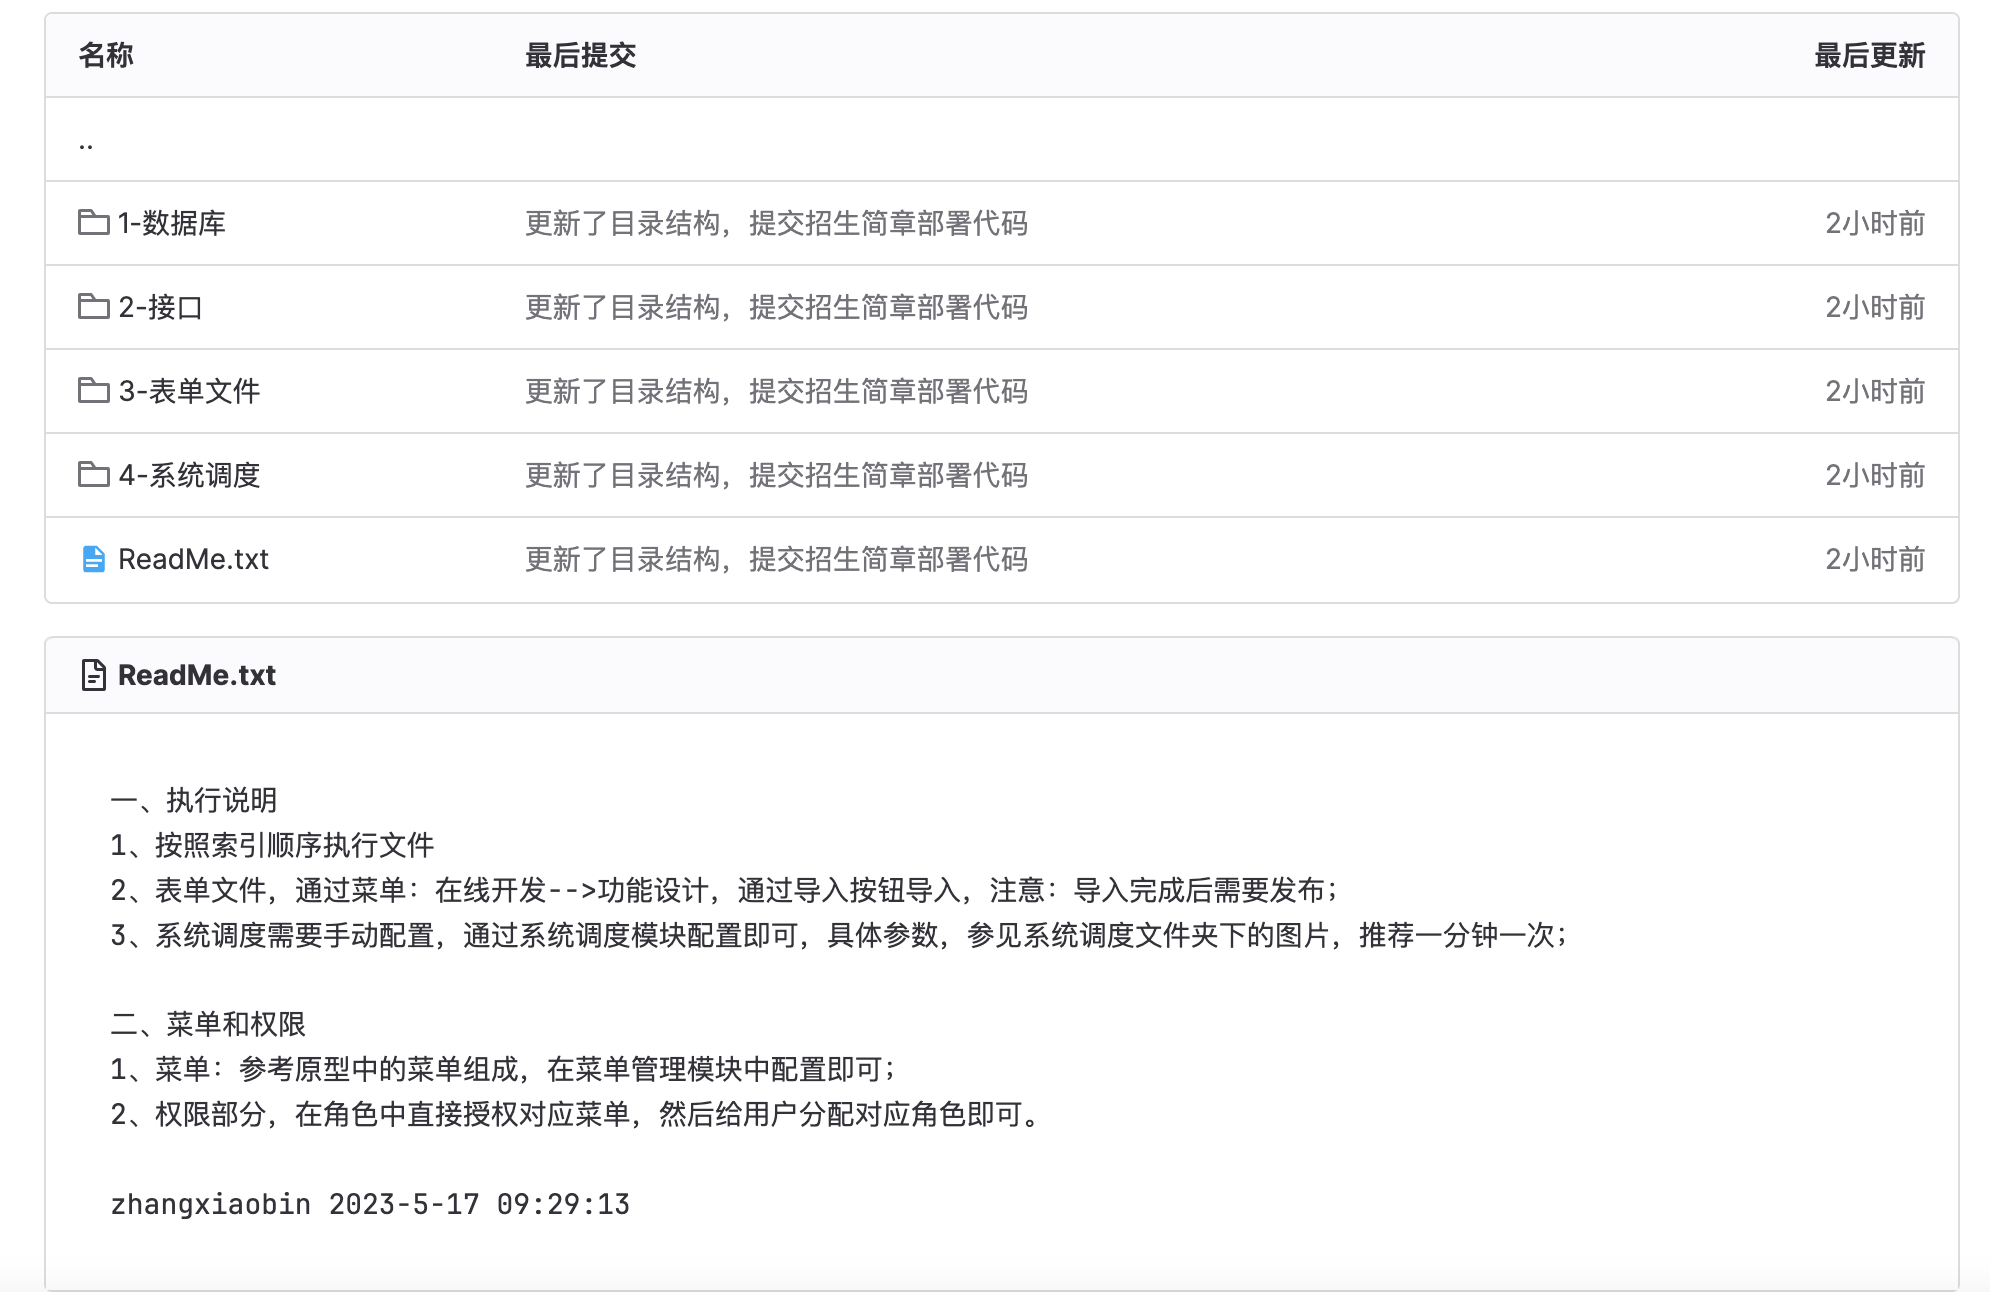 名称 最后提交 最后更新
..
1-数据库 更新了目录结构，提交招生简章部署代码 2小时前
2-接口 更新了目录结构，提交招生简章部署代码 2小时前
3-表单文件 更新了目录结构，提交招生简章部署代码 2小时前
4-系统调度 更新了目录结构，提交招生简章部署代码 2小时前
ReadMe.txt 更新了目录结构，提交招生简章部署代码 2小时前
ReadMe.txt
一、执行说明
1、按照索引顺序执行文件
2、表单文件，通过菜单：在线开发-->功能设计，通过导入按钮导入，注意：导入完成后需要发布；
3、系统调度需要手动配置，通过系统调度模块配置即可，具体参数，参见系统调度文件夹下的图片，推荐一分钟一次；
二、菜单和权限
1、菜单：参考原型中的菜单组成，在菜单管理模块中配置即可；
2、权限部分，在角色中直接授权对应菜单，然后给用户分配对应角色即可。
zhangxiaobin 2023-5-17 09:29:13